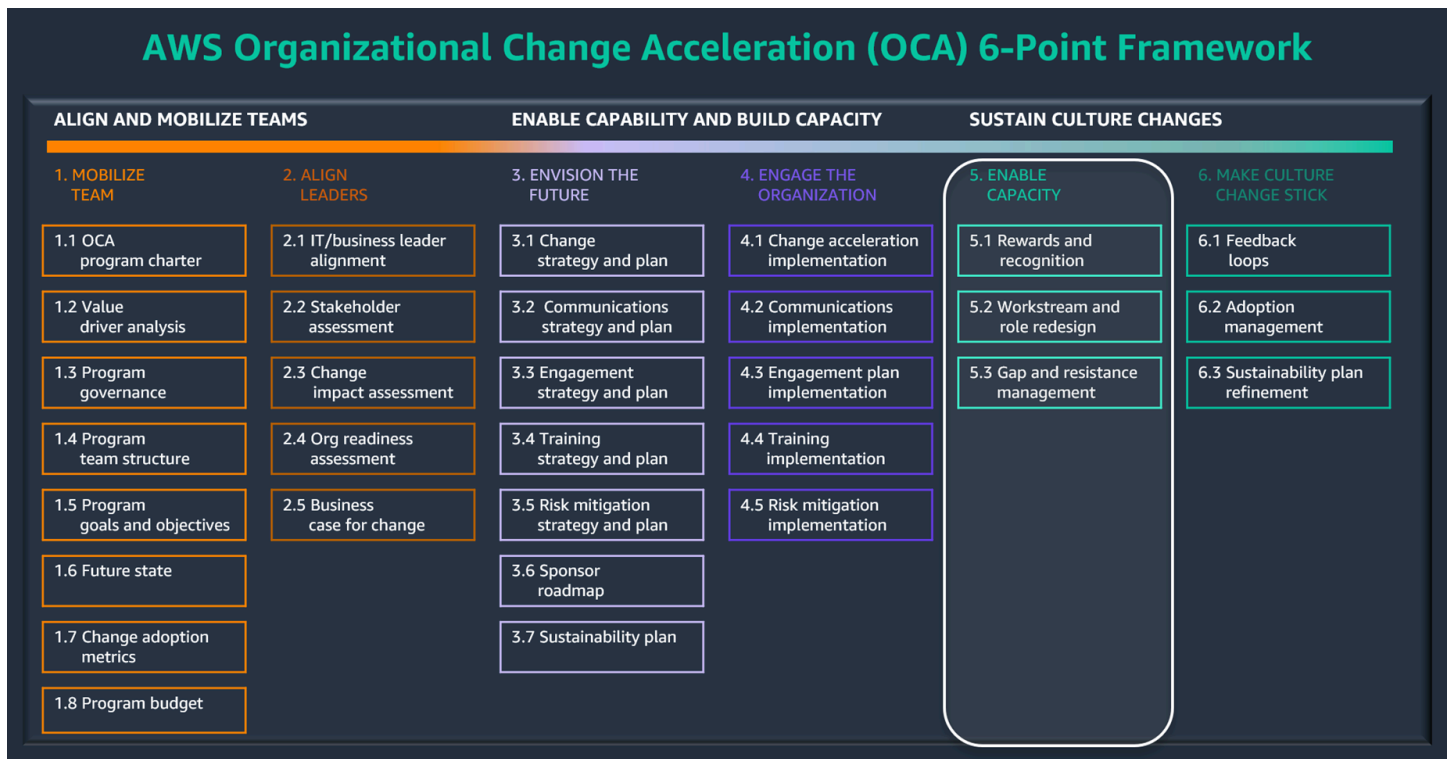 AWS Organizational Change Acceleration (OCA) 6-Point Framework
ALIGN AND MOBILIZE TEAMS
ENABLE CAPABILITY AND BUILD CAPACITY
SUSTAIN CULTURE CHANGES
1. MOBILIZE
TEAM
1.1 OCA
program charter
1.2 Value
driver analysis
1.3 Program
governance
1.4 Program
team structure
1.5 Program
goals and objectives
1.6 Future state
1.7 Change adoption
metrics
1.8 Program budget
2. ALIGN
LEADERS
2.1 IT/business leader
alignment
2.2 Stakeholder
assessment
2.3 Change
impact assessment
2.4 Org readiness
assessment
2.5 Business
case for change
3. ENVISION THE
FUTURE
3.1 Change
strategy and plan
3.2 Communications
strategy and plan
3.3 Engagement
strategy and plan
3.4 Training
strategy and plan
3.5 Risk mitigation
strategy and plan
3.6 Sponsor
roadmap
3.7 Sustainability plan
4. ENGAGE THE
ORGANIZATION
4.1 Change acceleration
implementation
4.2 Communications
implementation
4.3 Engagement plan
implementation
4.4 Training
implementation
4.5 Risk mitigation
implementation
5. ENABLE
CAPACITY
5.1 Rewards and
recognition
5.2 Workstream and
role redesign
5.3 Gap and resistance
management
6. MAKE CULTURE
CHANGE STICK
6.1 Feedback
loops
6.2 Adoption
management
6.3 Sustainability plan
refinement